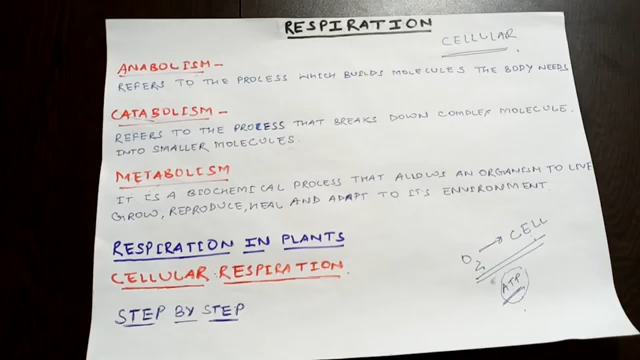 RESPIRATION
CELLULAR
ANABOLISM -
REFERS TO THE PROCESS WHICH BUILDS MOLECULES THE BODY NEEDS
CATABOLISM -
REFERS TO THE PROCESS THAT BREAKS DOWN COMPLEX MOLECULE.
INTO SMALLER MOLECULES.
METABOLISM
IT IS A BIOCHEMICAL PROCESS THAT ALLOWS AN ORGANISM TO LIVE
GROW, REPRODUCE, HEAL AND ADAPT TO ITS ENVIRONMENT.
RESPIRATION IN PLANTS
O2 → CELL
CELLULAR RESPIRATION.
ATP
STEP BY STEP